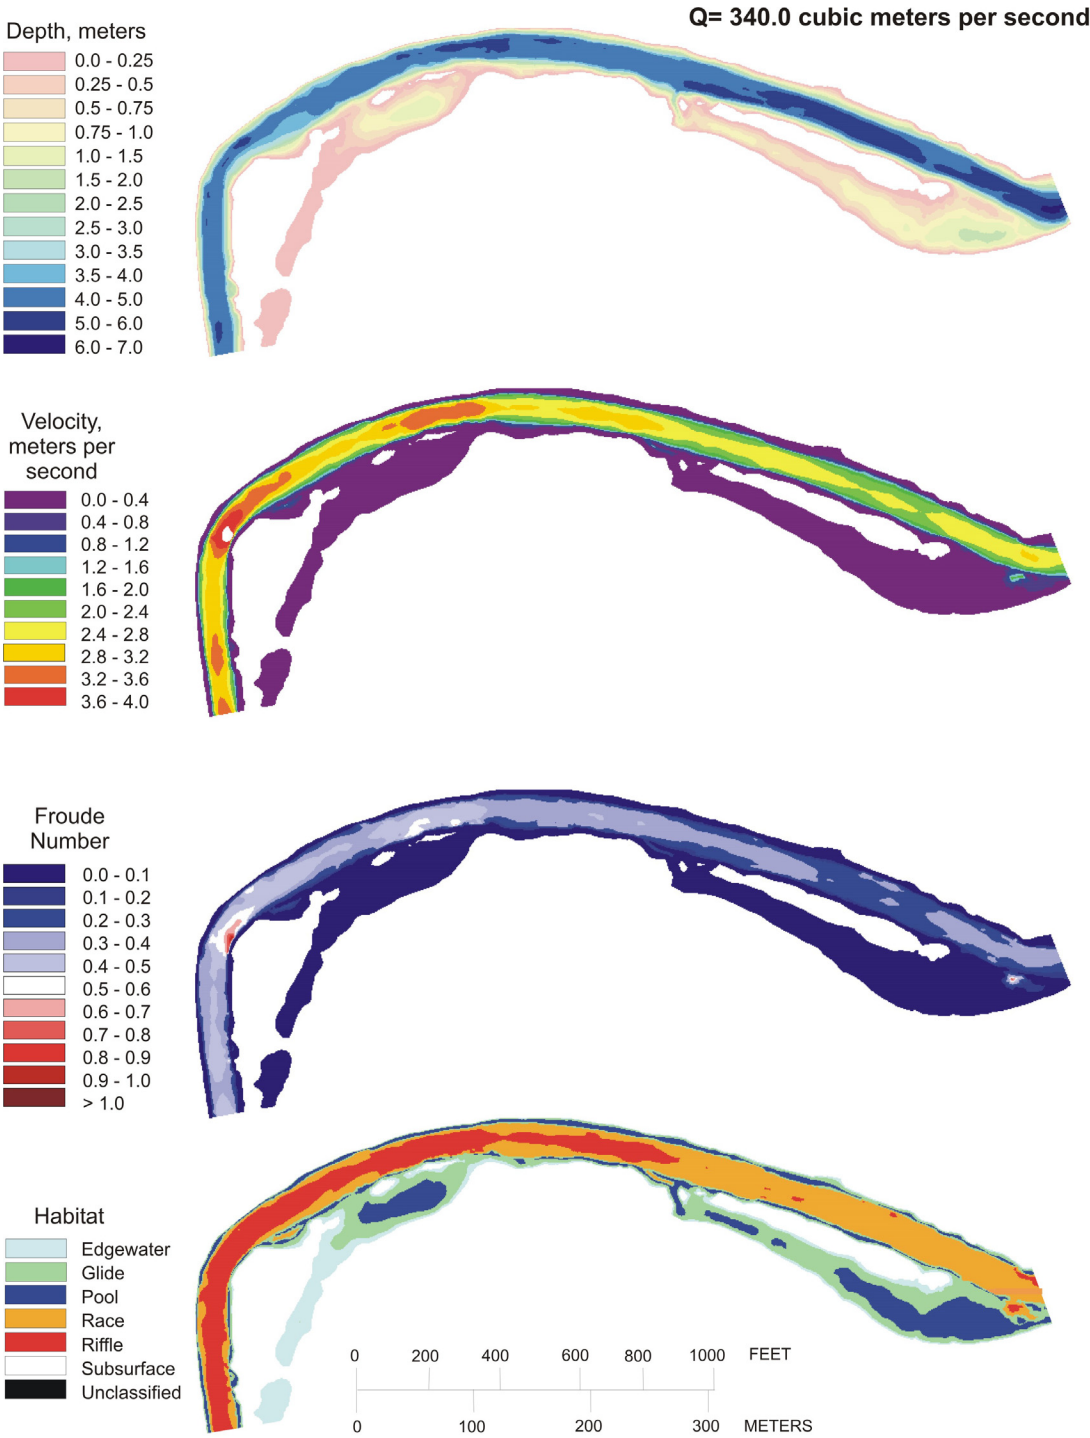 Q= 340.0 cubic meters per second
Depth, meters
0.0 - 0.25
0.25 - 0.5
0.5 - 0.75
0.75 - 1.0
1.0 - 1.5
1.5 - 2.0
2.0 - 2.5
2.5 - 3.0
3.0 - 3.5
3.5 - 4.0
4.0 - 5.0
5.0 - 6.0
6.0 - 7.0
Velocity,
meters per
second
0.0 - 0.4
0.4 - 0.8
0.8 - 1.2
1.2 - 1.6
1.6 - 2.0
2.0 - 2.4
2.4 - 2.8
2.8 - 3.2
3.2 - 3.6
3.6 - 4.0
Froude
Number
0.0 - 0.1
0.1 - 0.2
0.2 - 0.3
0.3 - 0.4
0.4 - 0.5
0.5 - 0.6
0.6 - 0.7
0.7 - 0.8
0.8 - 0.9
0.9 - 1.0
> 1.0
Habitat
Edgewater
Glide
Pool
Race
Riffle
Subsurface
Unclassified
0 200 400 600 800 1000 FEET
0 100 200 300 METERS